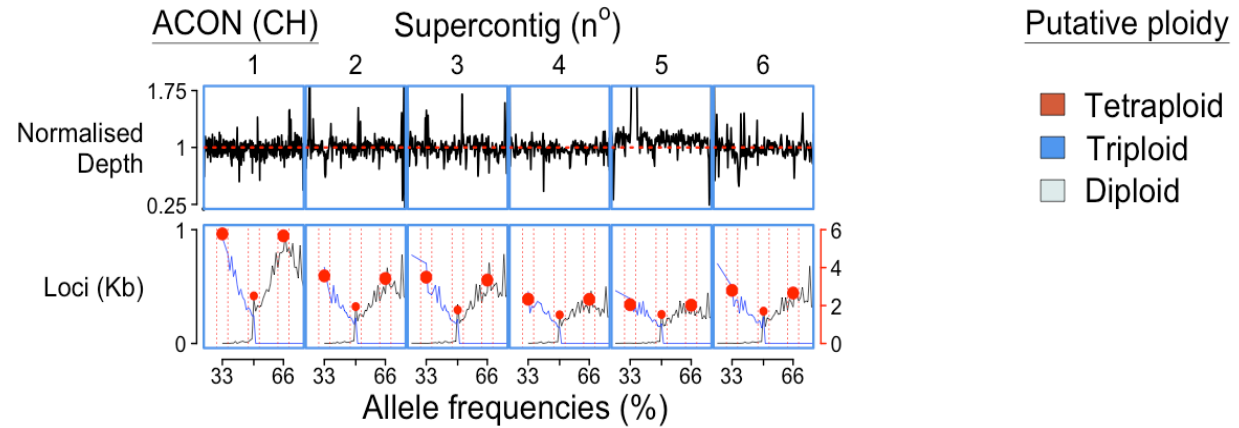 ACON (CH) Supercontig (nº) Putative ploidy
1 2 3 4 5 6
1.75
Normalised
Depth
1
0.25
Tetraploid
Triploid
Diploid
1 6
Loci (Kb) 4
2
0 0
33 66 33 66 33 66 33 66 33 66 33 66
Allele frequencies (%)